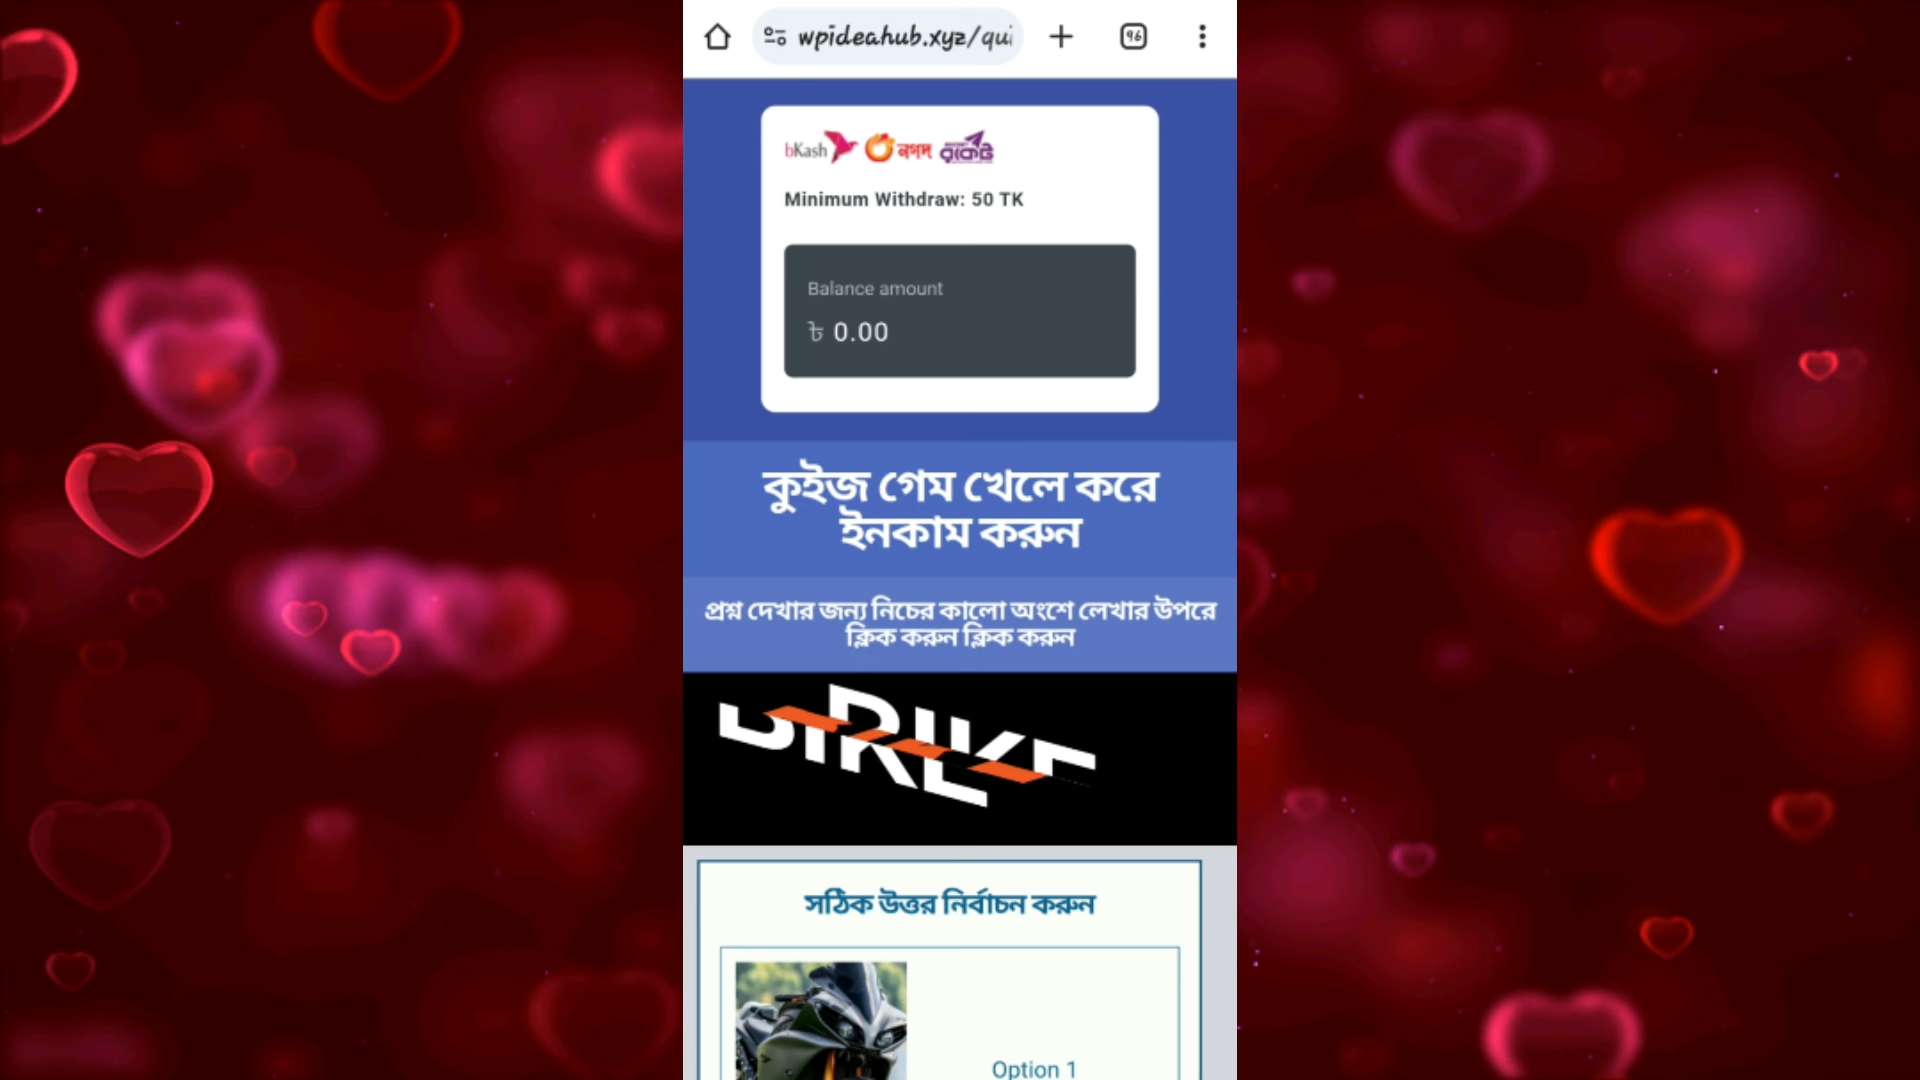 wpideahub.xyz/qui
96
bKash নগদ রকেট
Minimum Withdraw: 50 TK
Balance amount
৳ 0.00
কুইজ গেম খেলে করে
ইনকাম করুন
প্রশ্ন দেখার জন্য নিচের কালো অংশে লেখার উপরে
ক্লিক করুন ক্লিক করুন
সঠিক উত্তর নির্বাচন করুন
Option 1